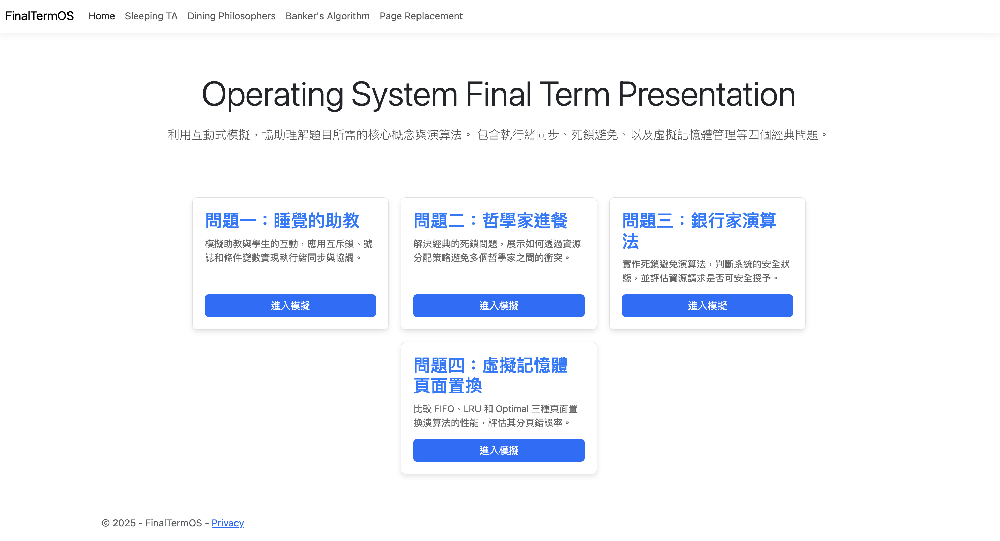 FinalTermOS Home Sleeping TA Dining Philosophers Banker's Algorithm Page Replacement
Operating System Final Term Presentation
利用互動式模擬，協助理解題目所需的核心概念與演算法。 包含執行緒同步、死鎖避免、以及虛擬記憶體管理等四個經典問題。
問題一：睡覺的助教
模擬助教與學生的互動，應用互斥鎖、號
誌和條件變數實現執行緒同步與協調。
進入模擬
問題二：哲學家進餐
解決經典的死鎖問題，展示如何透過資源
分配策略避免多個哲學家之間的衝突。
進入模擬
問題三：銀行家演算
法
實作死鎖避免演算法，判斷系統的安全狀
態，並評估資源請求是否可安全授予。
進入模擬
問題四：虛擬記憶體
頁面置換
比較 FIFO、LRU 和 Optimal 三種頁面置
換演算法的性能，評估其分頁錯誤率。
進入模擬
© 2025 - FinalTermOS - Privacy